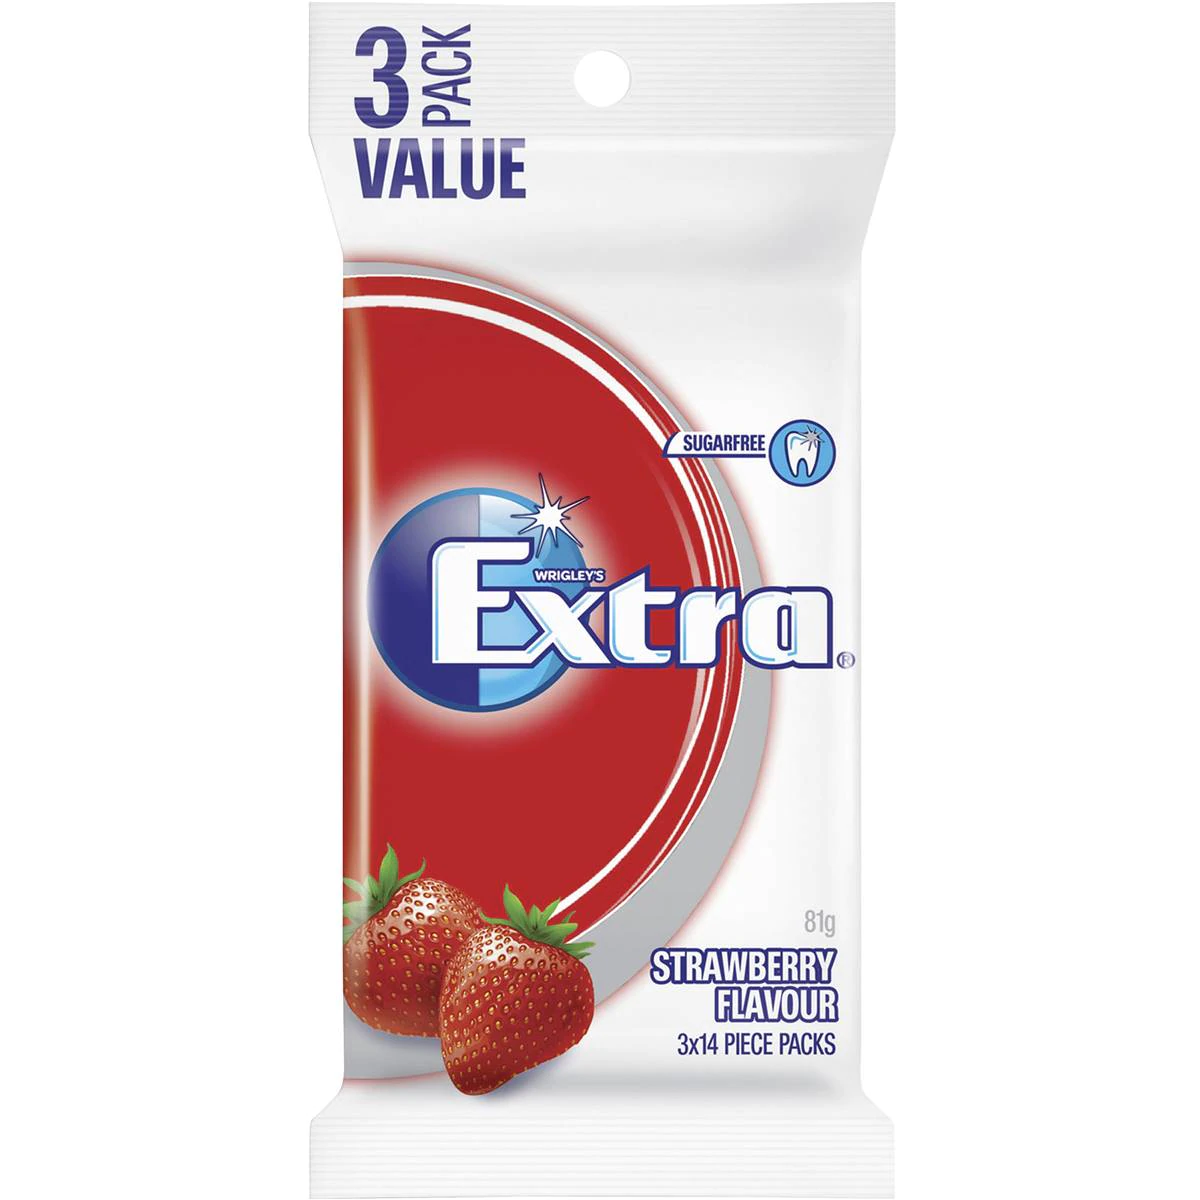 3 PACK
VALUE
SUGARFREE
WRIGLEY'S
Extra®
81g
STRAWBERRY
FLAVOUR
3x14 PIECE PACKS